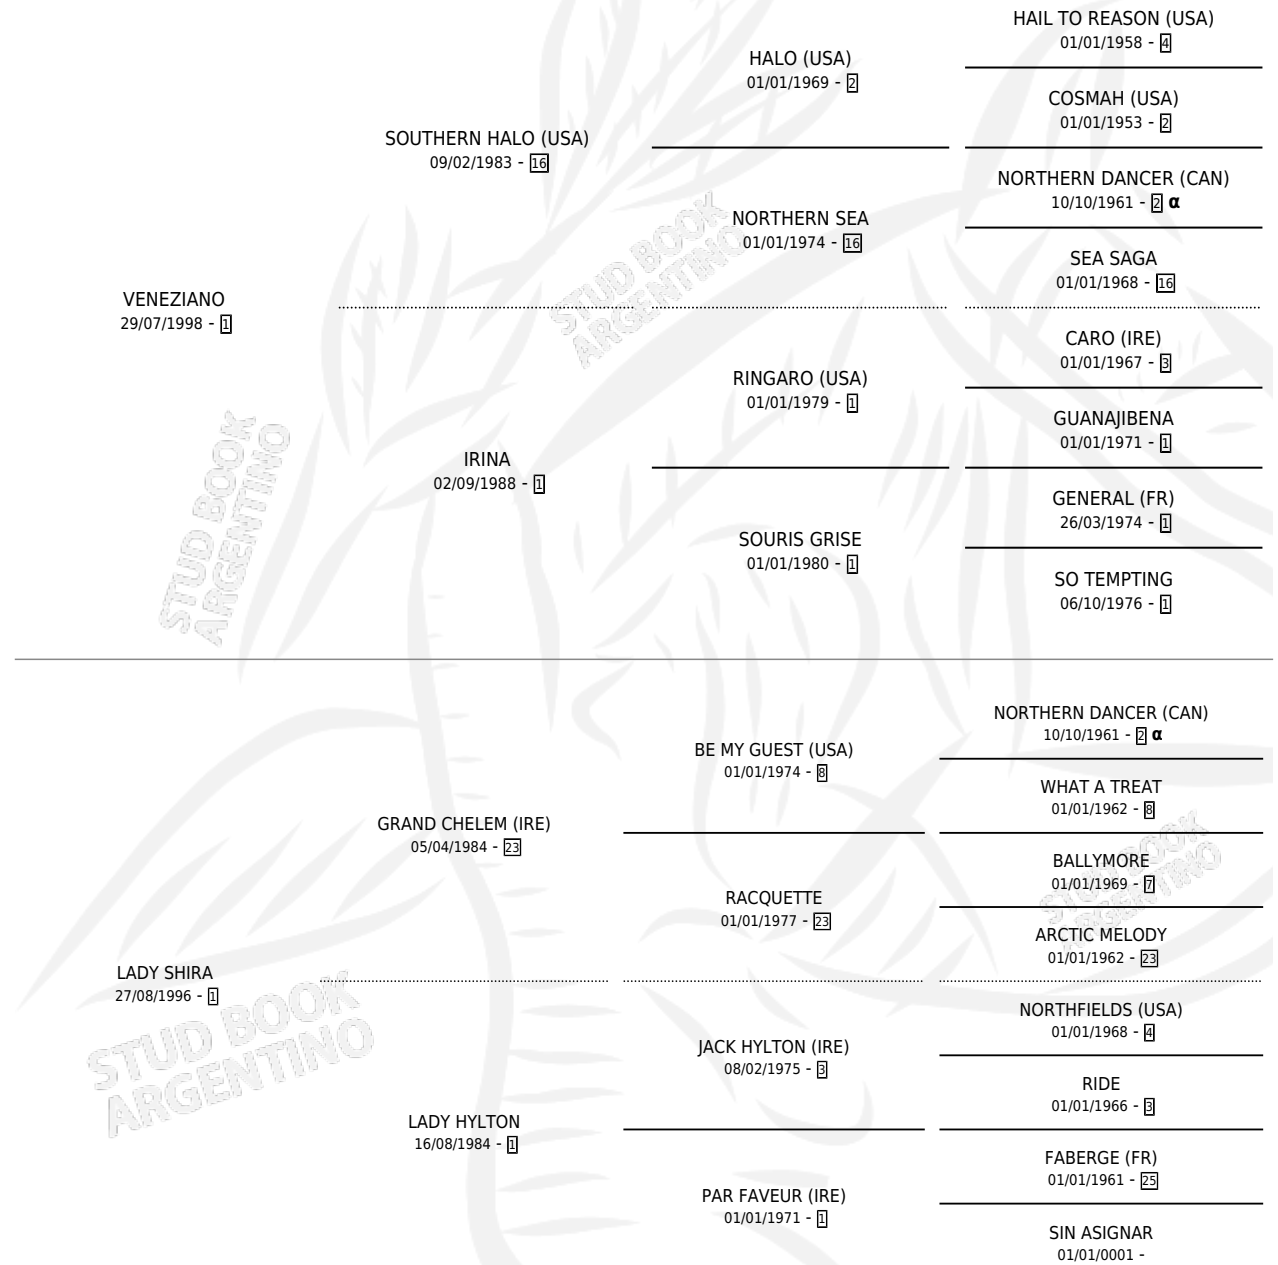 HAIL TO REASON (USA)
01/01/1958 - 4
HALO (USA)
01/01/1969 - 2
COSMAH (USA)
01/01/1953 - 2
SOUTHERN HALO (USA)
09/02/1983 - 16
NORTHERN DANCER (CAN)
10/10/1961 - 2 α
NORTHERN SEA
01/01/1974 - 16
SEA SAGA
01/01/1968 - 16
VENEZIANO
29/07/1998 - 1
CARO (IRE)
01/01/1967 - 3
RINGARO (USA)
01/01/1979 - 1
GUANAJIBENA
01/01/1971 - 1
IRINA
02/09/1988 - 1
GENERAL (FR)
26/03/1974 - 1
SOURIS GRISE
01/01/1980 - 1
SO TEMPTING
06/10/1976 - 1
NORTHERN DANCER (CAN)
10/10/1961 - 2 α
BE MY GUEST (USA)
01/01/1974 - 8
WHAT A TREAT
01/01/1962 - 8
GRAND CHELEM (IRE)
05/04/1984 - 23
BALLYMORE
01/01/1969 - 7
RACQUETTE
01/01/1977 - 23
ARCTIC MELODY
01/01/1962 - 23
LADY SHIRA
27/08/1996 - 1
NORTHFIELDS (USA)
01/01/1968 - 4
JACK HYLTON (IRE)
08/02/1975 - 3
RIDE
01/01/1966 - 3
LADY HYLTON
16/08/1984 - 1
FABERGE (FR)
01/01/1961 - 25
PAR FAVEUR (IRE)
01/01/1971 - 1
SIN ASIGNAR
01/01/0001 -
STUD BOOK
ARGENTINO
STUD BOOK
ARGENTINO
STUD BOOK
ARGENTINO
STUD BOOK
ARGENTINO